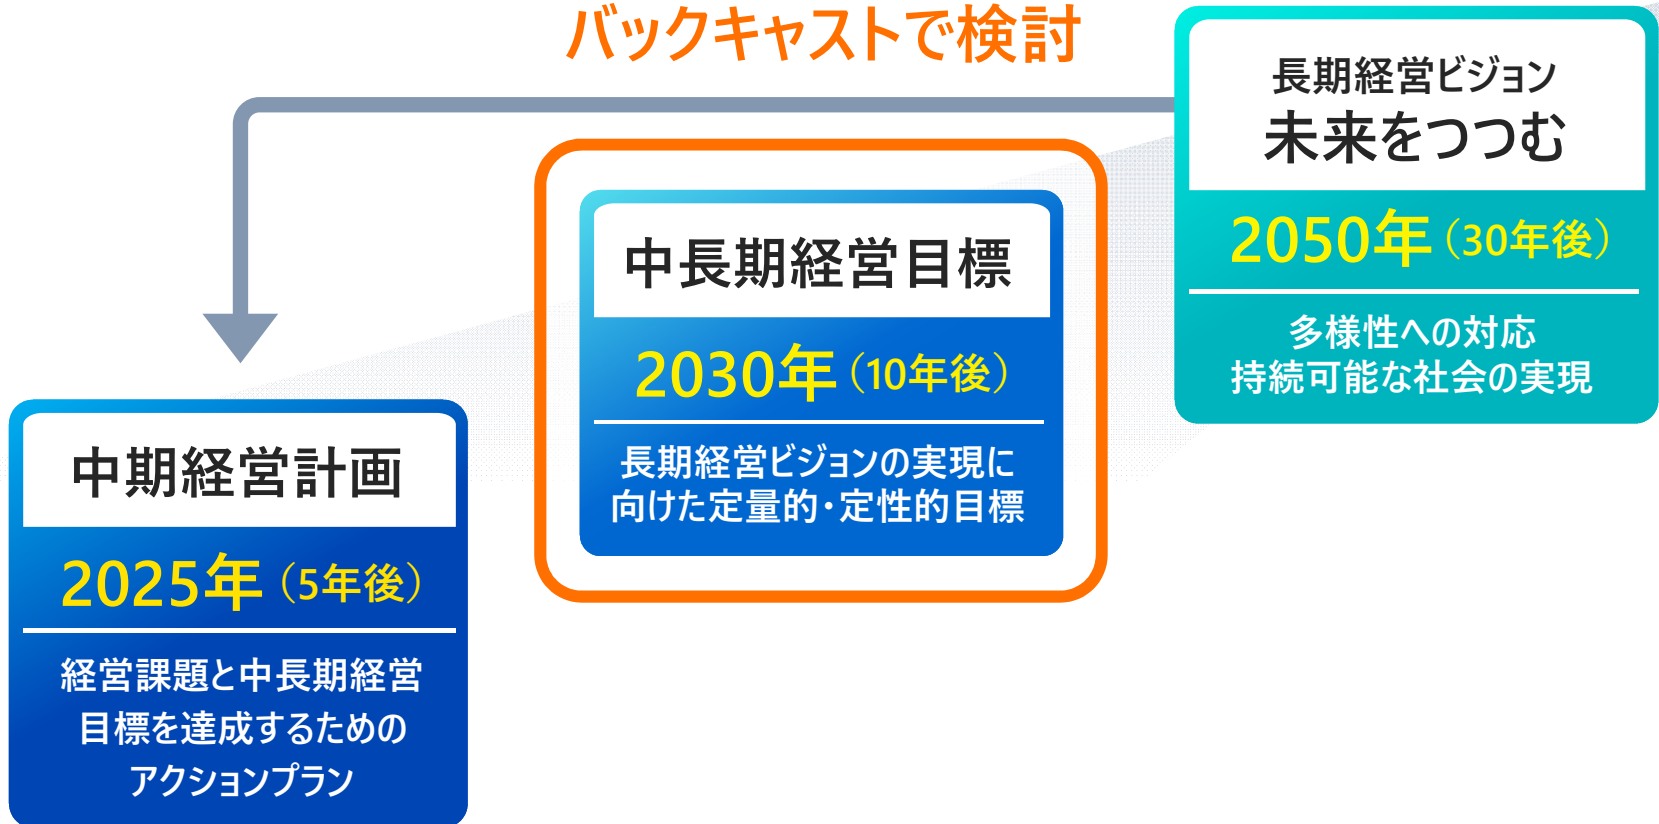 バックキャストで検討
長期経営ビジョン
未来をつつむ
2050年（30年後）
多様性への対応
持続可能な社会の実現
中長期経営目標
2030年（10年後）
長期経営ビジョンの実現に
向けた定量的・定性的目標
中期経営計画
2025年（5年後）
経営課題と中長期経営
目標を達成するための
アクションプラン